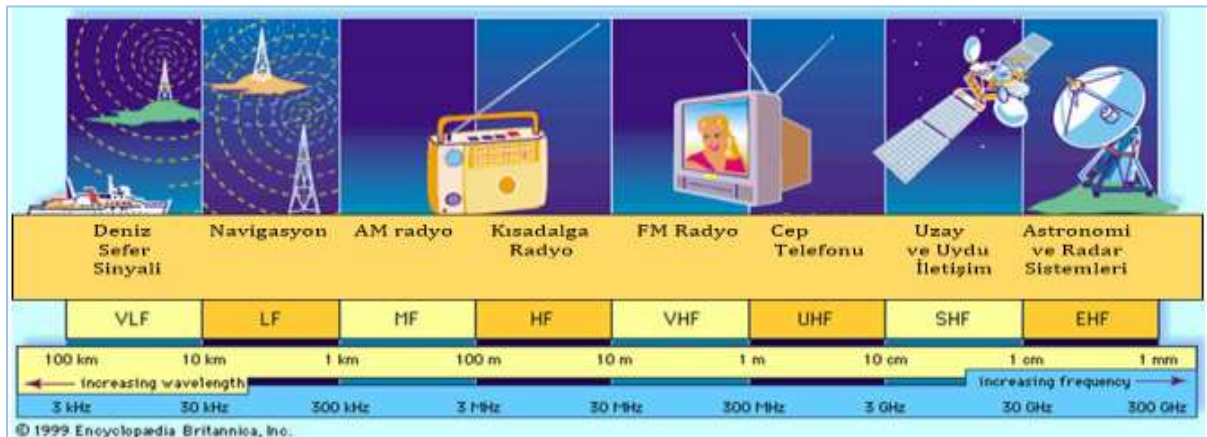 Deniz Sefer Sinyali
Navigasyon
AM radyo
Kısadalga Radyo
FM Radyo
Cep Telefonu
Uzay ve Uydu İletişim
Astronomi ve Radar Sistemleri
VLF LF MF HF VHF UHF SHF EHF
100 km 10 km 1 km 100 m 10 m 1 m 10 cm 1 cm 1 mm
increasing wavelength increasing frequency
3 kHz 30 kHz 300 kHz 3 MHz 30 MHz 300 MHz 3 GHz 30 GHz 300 GHz
© 1999 Encyclopædia Britannica, Inc.